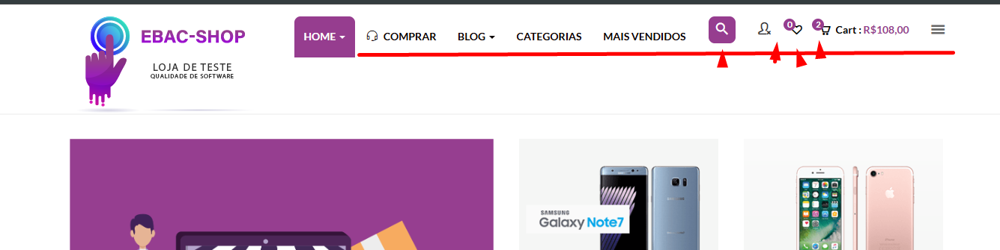 EBAC-SHOP
LOJA DE TESTE
QUALIDADE DE SOFTWARE
HOME COMPRAR BLOG CATEGORIAS MAIS VENDIDOS 0 2 Cart : R$108,00
SAMSUNG
Galaxy Note7